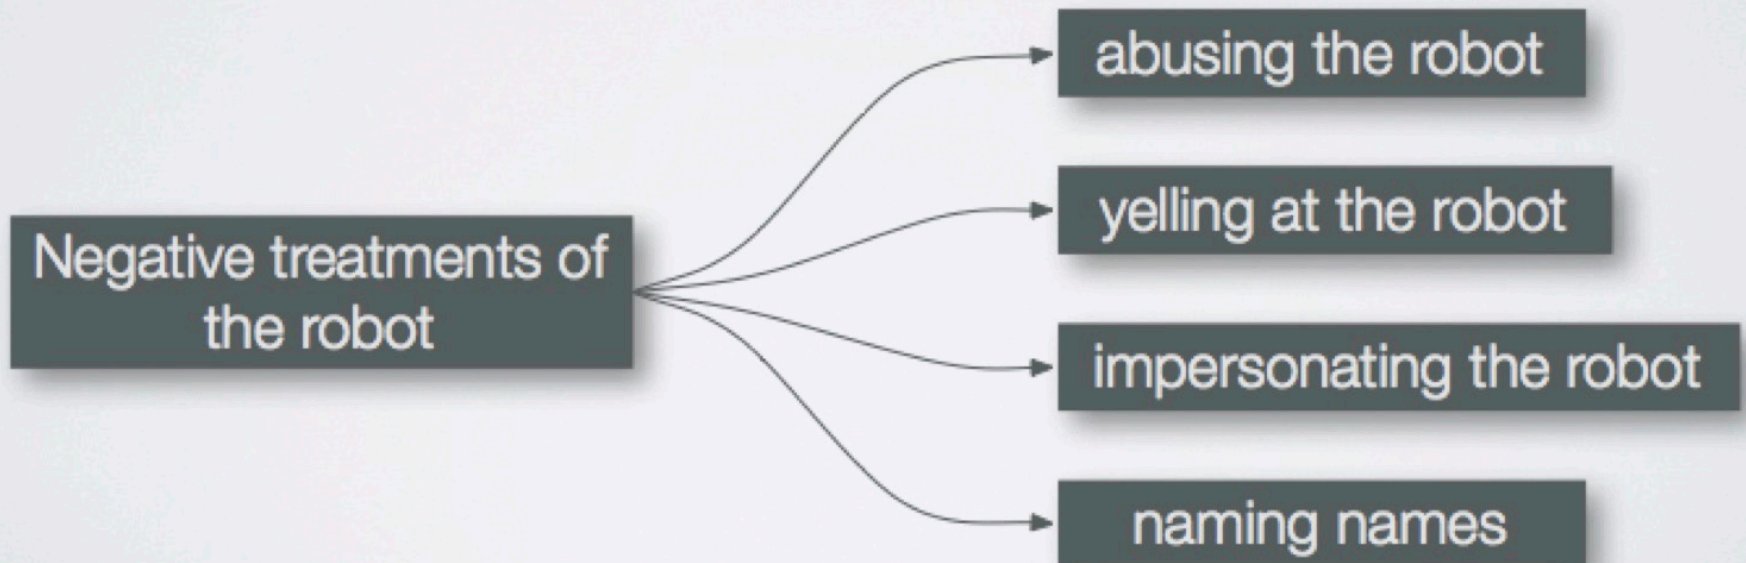 Negative treatments of
the robot
abusing the robot
yelling at the robot
impersonating the robot
naming names